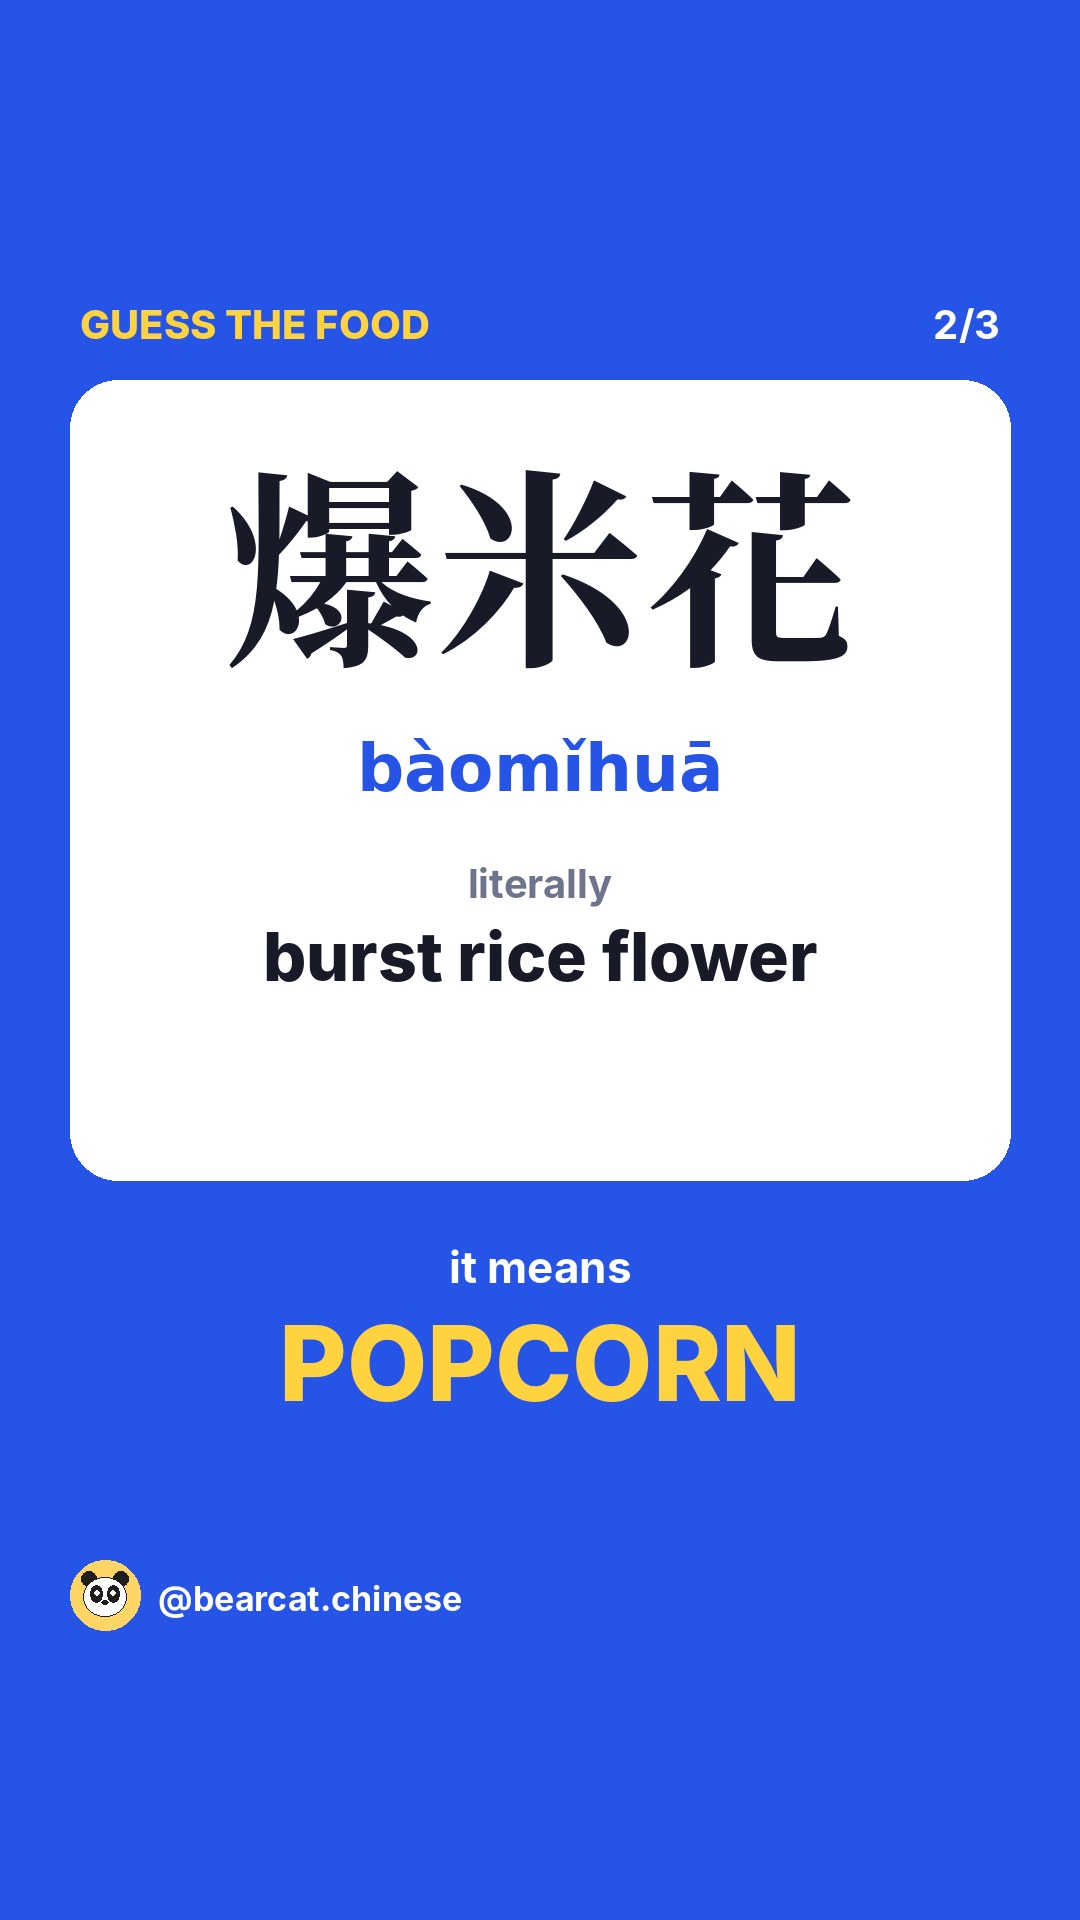 GUESS THE FOOD 2/3
爆米花
bàomǐhuā
literally
burst rice flower
it means
POPCORN
@bearcat.chinese